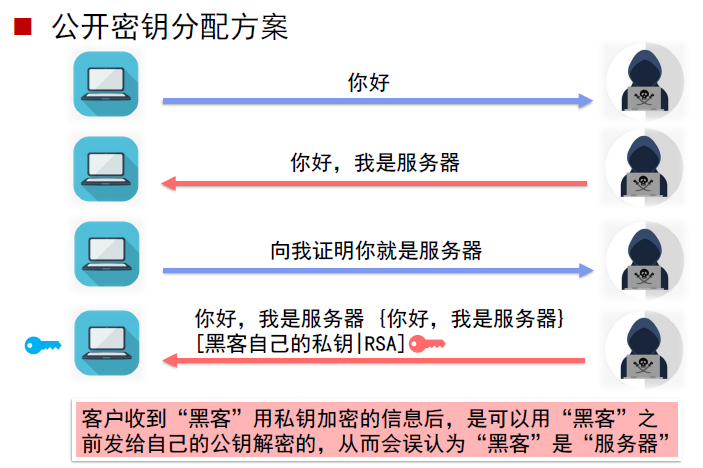 公开密钥分配方案
你好
你好，我是服务器
向我证明你就是服务器
你好，我是服务器 {你好，我是服务器}
[黑客自己的私钥|RSA]
客户收到“黑客”用私钥加密的信息后，是可以用“黑客”之
前发给自己的公钥解密的，从而会误认为“黑客”是“服务器”